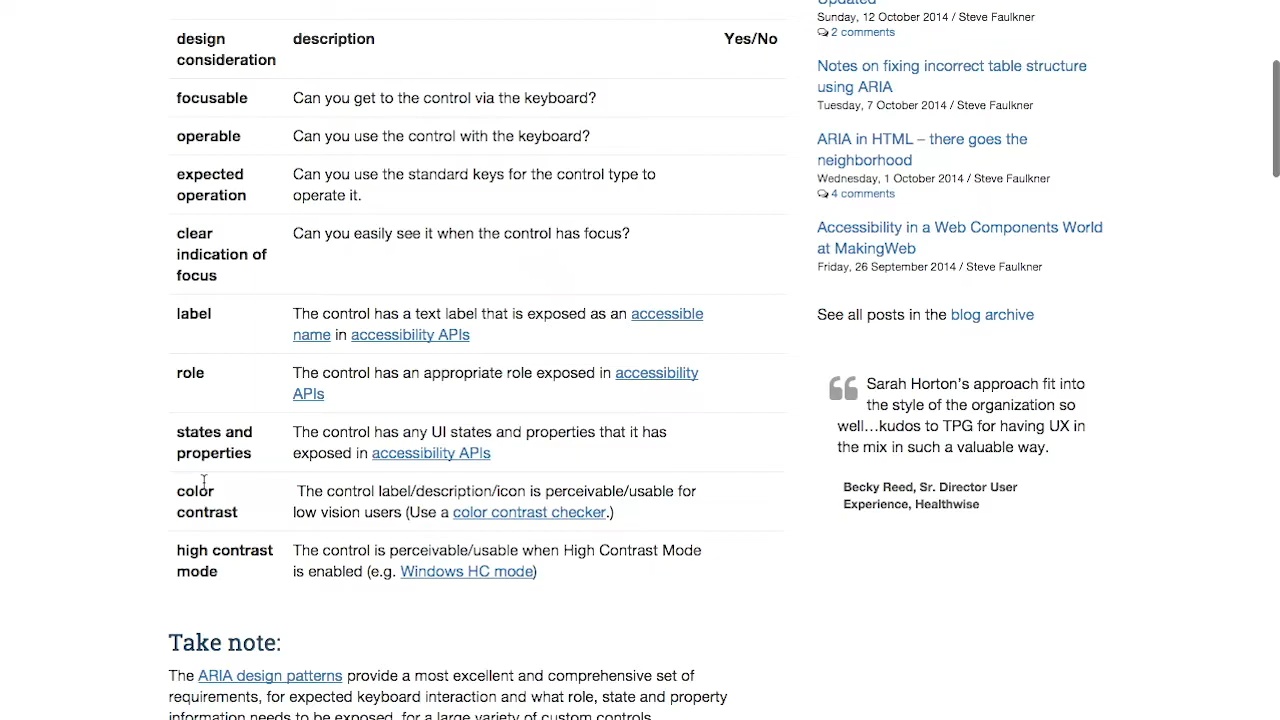 design description Yes/No
consideration
focusable Can you get to the control via the keyboard?
operable Can you use the control with the keyboard?
expected Can you use the standard keys for the control type to
operation operate it.
clear Can you easily see it when the control has focus?
indication of
focus
label The control has a text label that is exposed as an accessible
name in accessibility APIs
role The control has an appropriate role exposed in accessibility
APIs
states and The control has any UI states and properties that it has
properties exposed in accessibility APIs
color The control label/description/icon is perceivable/usable for
contrast low vision users (Use a color contrast checker.)
high contrast The control is perceivable/usable when High Contrast Mode
mode is enabled (e.g. Windows HC mode)
Take note:
The ARIA design patterns provide a most excellent and comprehensive set of
requirements, for expected keyboard interaction and what role, state and property
information needs to be exposed, for a large variety of custom controls.
Updated
Sunday, 12 October 2014 / Steve Faulkner
2 comments
Notes on fixing incorrect table structure
using ARIA
Tuesday, 7 October 2014 / Steve Faulkner
ARIA in HTML – there goes the
neighborhood
Wednesday, 1 October 2014 / Steve Faulkner
4 comments
Accessibility in a Web Components World
at MakingWeb
Friday, 26 September 2014 / Steve Faulkner
See all posts in the blog archive
Sarah Horton's approach fit into
the style of the organization so
well…kudos to TPG for having UX in
the mix in such a valuable way.
Becky Reed, Sr. Director User
Experience, Healthwise